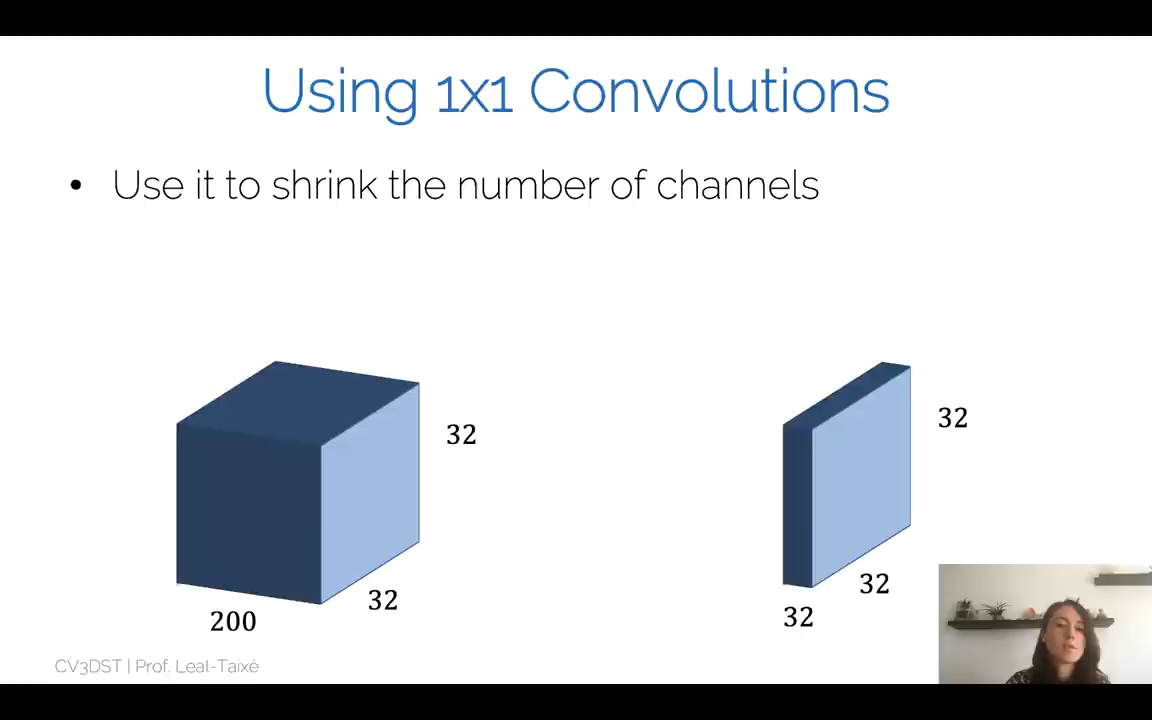 Using 1x1 Convolutions
• Use it to shrink the number of channels
32
32
200
32
32
32
CV3DST | Prof. Leal-Taixé